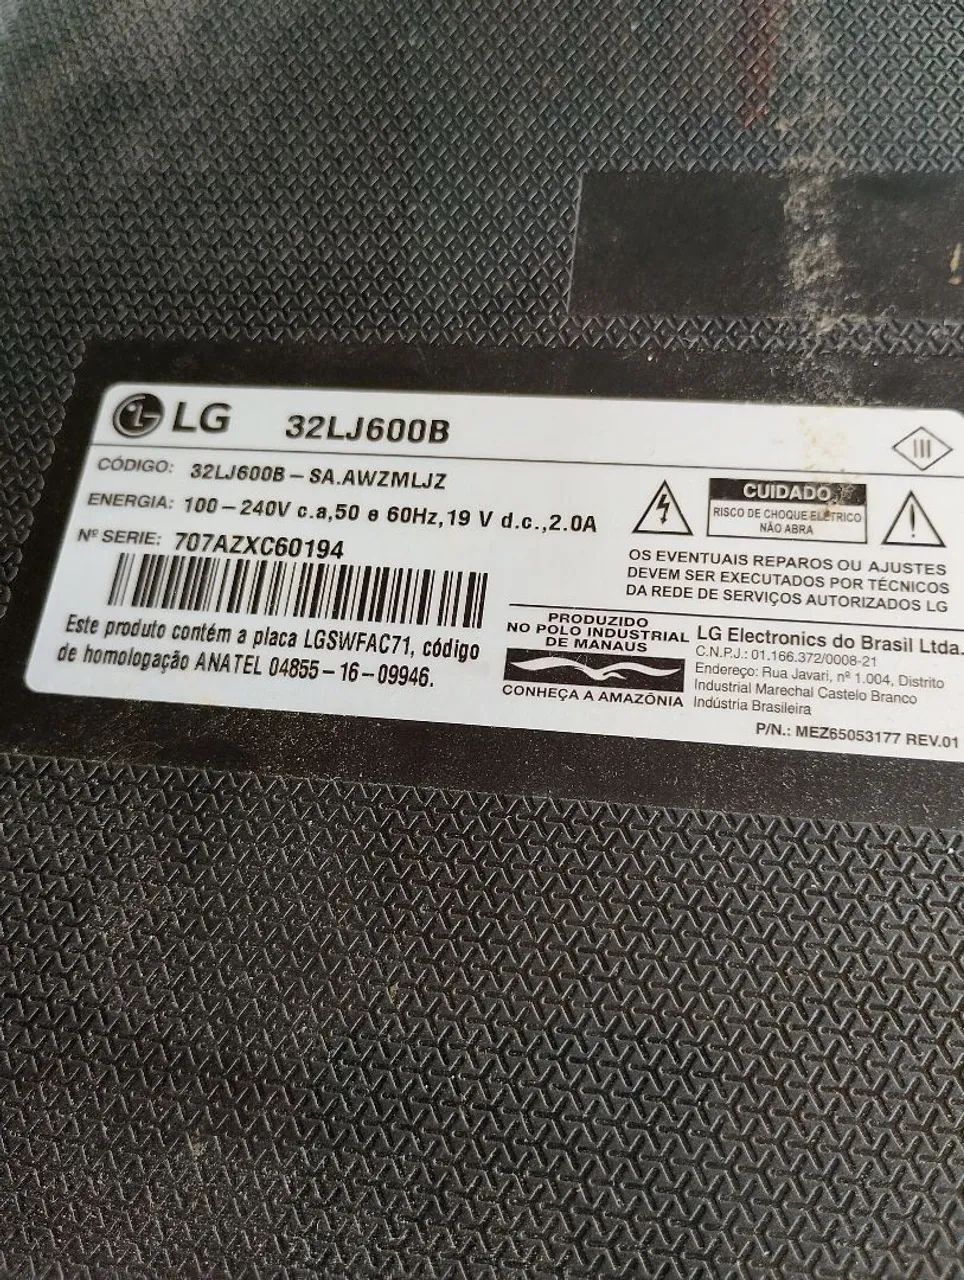 LG 32LJ600B
CÓDIGO: 32LJ600B - SA.AWZMLJZ
ENERGIA: 100 - 240V c.a,50 e 60Hz,19 V d.c.,2.0A
Nº SERIE: 707AZXC60194
Este produto contém a placa LGSWFAC71, código
de homologação ANATEL 04855-16-09946.
CUIDADO
RISCO DE CHOQUE ELÉTRICO
NÃO ABRA
OS EVENTUAIS REPAROS OU AJUSTES
DEVEM SER EXECUTADOS POR TÉCNICOS
DA REDE DE SERVIÇOS AUTORIZADOS LG
PRODUZIDO
NO POLO INDUSTRIAL
DE MANAUS
CONHEÇA A AMAZÔNIA
LG Electronics do Brasil Ltda.
C.N.P.J.: 01.166.372/0008-21
Endereço: Rua Javari, nº 1.004, Distrito
Industrial Marechal Castelo Branco
Indústria Brasileira
P/N.: MEZ65053177 REV.01